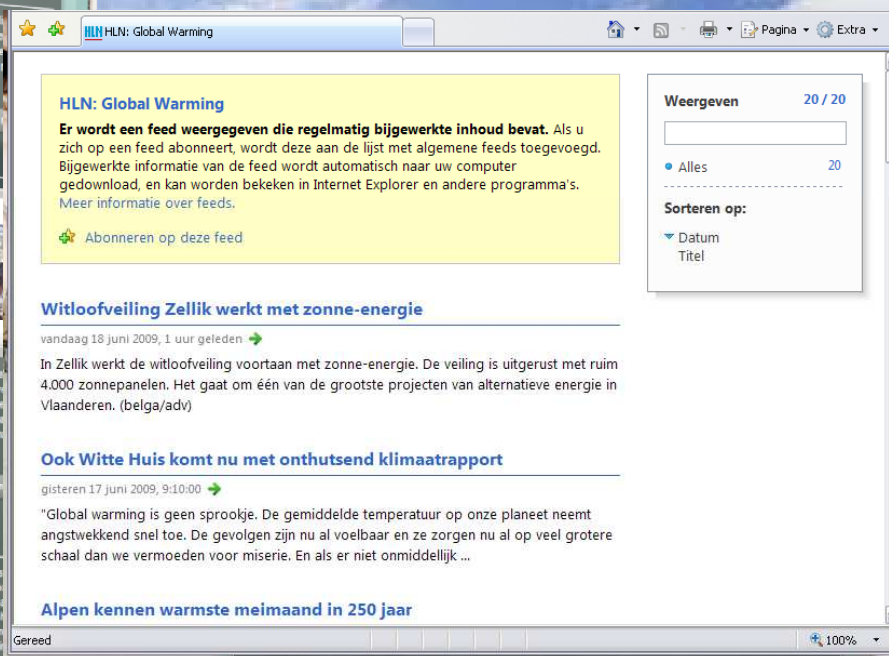 HLN HLN: Global Warming
Pagina
Extra
HLN: Global Warming
Er wordt een feed weergegeven die regelmatig bijgewerkte inhoud bevat. Als u
zich op een feed abonneert, wordt deze aan de lijst met algemene feeds toegevoegd.
Bijgewerkte informatie van de feed wordt automatisch naar uw computer
gedownload, en kan worden bekeken in Internet Explorer en andere programma's.
Meer informatie over feeds.
Abonneren op deze feed
Weergeven 20 / 20
Alles 20
Sorteren op:
Datum
Titel
Witloofveiling Zellik werkt met zonne-energie
vandaag 18 juni 2009, 1 uur geleden
In Zellik werkt de witloofveiling voortaan met zonne-energie. De veiling is uitgerust met ruim
4.000 zonnepanelen. Het gaat om één van de grootste projecten van alternatieve energie in
Vlaanderen. (belga/adv)
Ook Witte Huis komt nu met onthutsend klimaatrapport
gisteren 17 juni 2009, 9:10:00
"Global warming is geen sprookje. De gemiddelde temperatuur op onze planeet neemt
angstwekkend snel toe. De gevolgen zijn nu al voelbaar en ze zorgen nu al op veel grotere
schaal dan we vermoeden voor miserie. En als er niet onmiddellijk ...
Alpen kennen warmste meimaand in 250 jaar
Gereed
100%